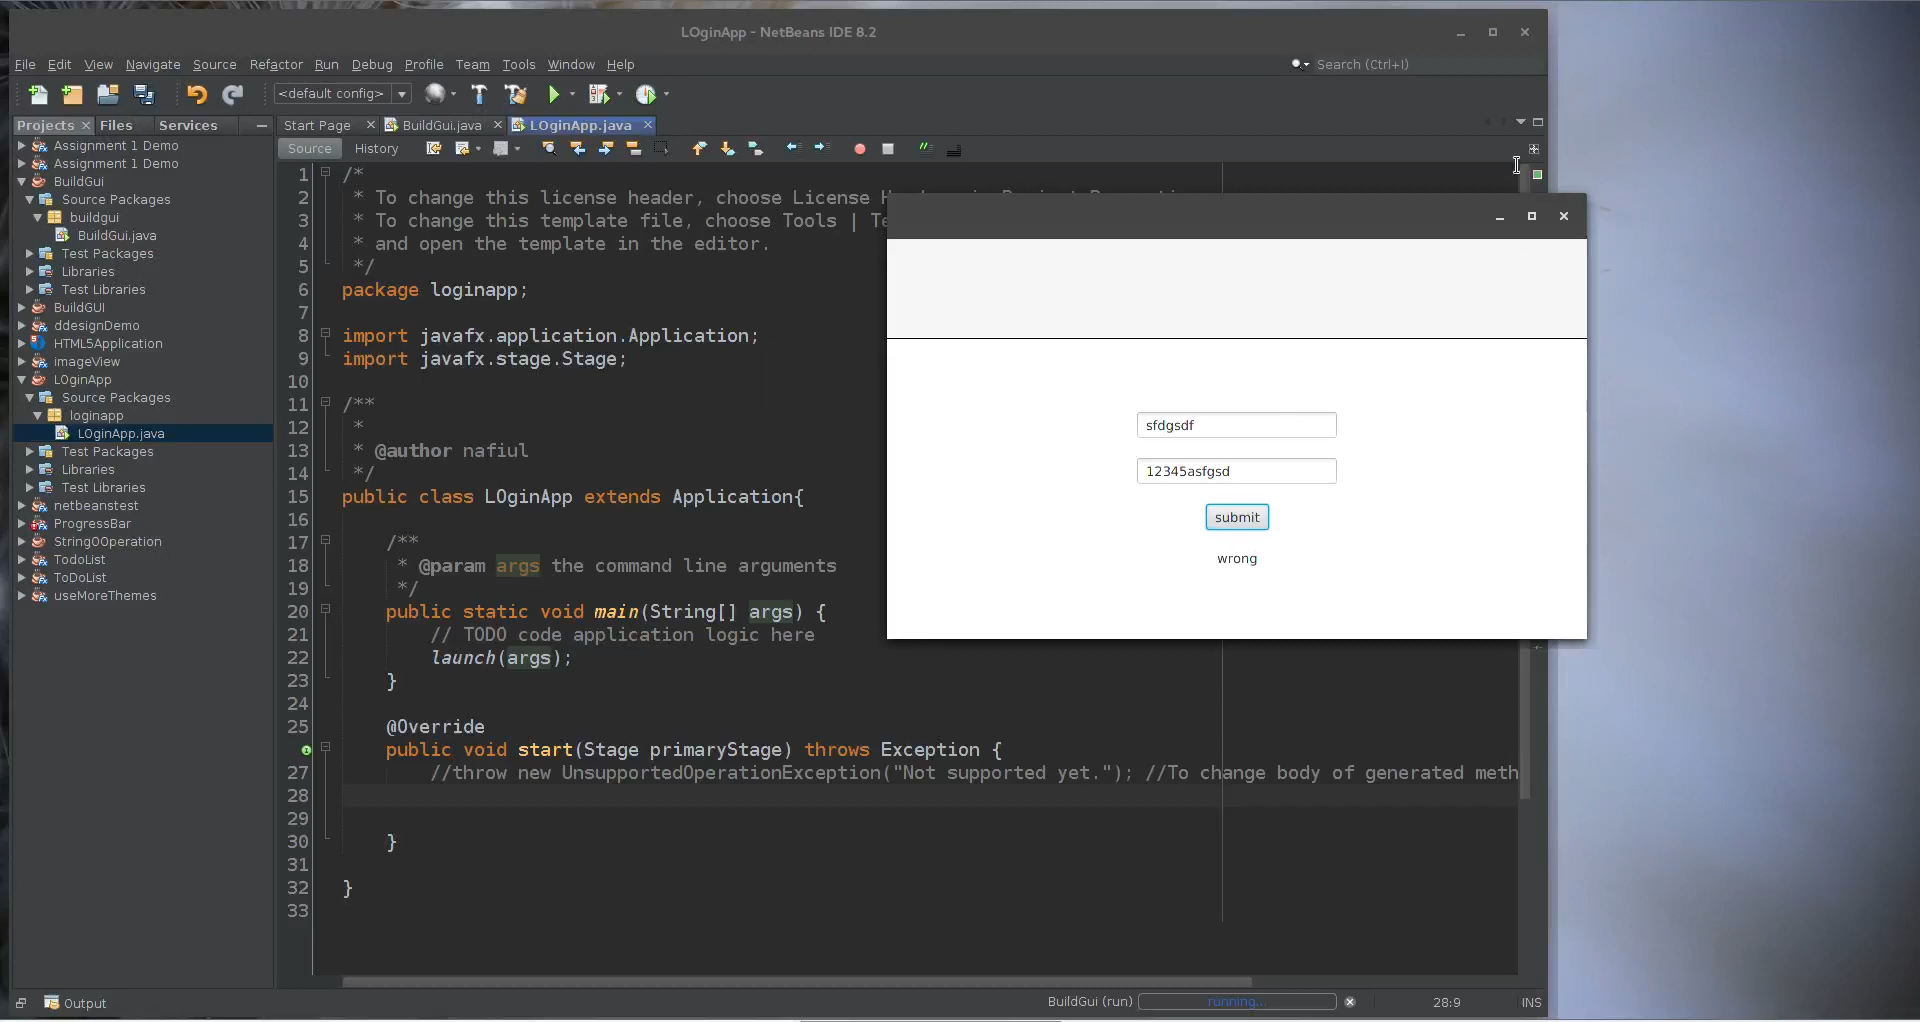 LOginApp - NetBeans IDE 8.2
File Edit View Navigate Source Refactor Run Debug Profile Team Tools Window Help
Search (Ctrl+I)
<default config>
Projects Files Services
Start Page BuildGui.java LOginApp.java
Source History
Assignment 1 Demo
Assignment 1 Demo
BuildGui
Source Packages
buildgui
BuildGui.java
Test Packages
Libraries
Test Libraries
BuildGUI
ddesignDemo
HTML5Application
imageView
LOginApp
Source Packages
loginapp
LOginApp.java
Test Packages
Libraries
Test Libraries
netbeanstest
ProgressBar
StringOOperation
TodoList
ToDoList
useMoreThemes
1 /*
2 * To change this license header, choose License
3 * To change this template file, choose Tools |
4 * and open the template in the editor.
5 */
6 package loginapp;
7
8 import javafx.application.Application;
9 import javafx.stage.Stage;
10
11 /**
12 *
13 * @author nafiul
14 */
15 public class LOginApp extends Application{
16
17 /**
18 * @param args the command line arguments
19 */
20 public static void main(String[] args) {
21 // TODO code application logic here
22 launch(args);
23 }
24
25 @Override
public void start(Stage primaryStage) throws Exception {
27 //throw new UnsupportedOperationException("Not supported yet."); //To change body of generated meth
28
29
30 }
31
32 }
33
sfdgsdf
12345asfgsd
submit
wrong
Output
BuildGui (run) running... 28:9 INS